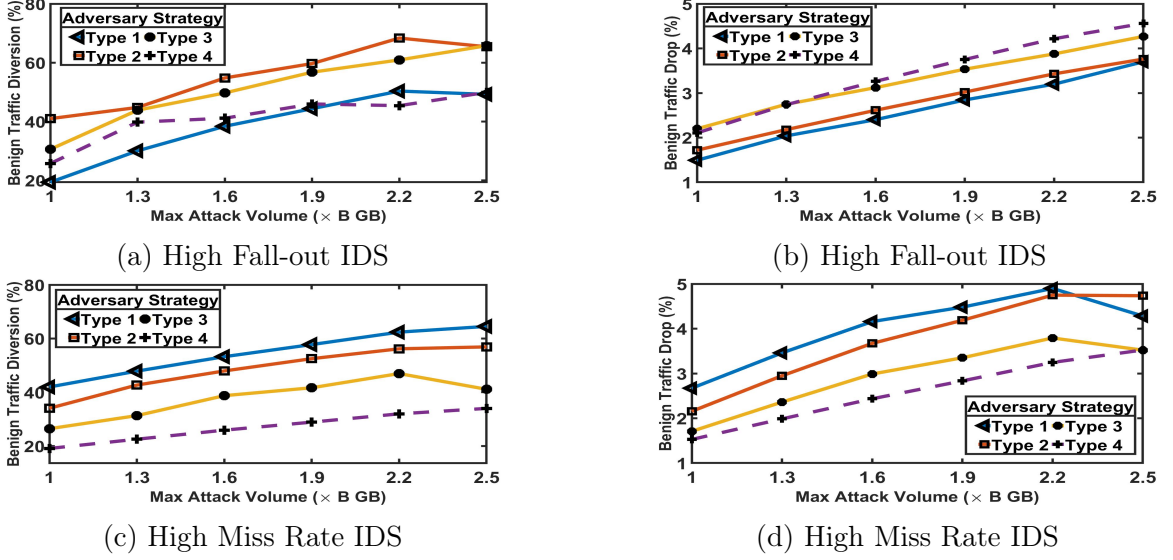 Benign Traffic Diversion (%)
80
60
40
20
Adversary Strategy
Type 1 Type 3
Type 2 Type 4
1 1.3 1.6 1.9 2.2 2.5
Max Attack Volume (× B GB)
(a) High Fall-out IDS
Benign Traffic Drop (%)
5
4
3
2
1
Adversary Strategy
Type 1 Type 3
Type 2 Type 4
1 1.3 1.6 1.9 2.2 2.5
Max Attack Volume (× B GB)
(b) High Fall-out IDS
Benign Traffic Diversion (%)
80
60
40
20
Adversary Strategy
Type 1 Type 3
Type 2 Type 4
1 1.3 1.6 1.9 2.2 2.5
Max Attack Volume (× B GB)
(c) High Miss Rate IDS
Benign Traffic Drop (%)
5
4
3
2
1
Adversary Strategy
Type 1 Type 3
Type 2 Type 4
1 1.3 1.6 1.9 2.2 2.5
Max Attack Volume (× B GB)
(d) High Miss Rate IDS